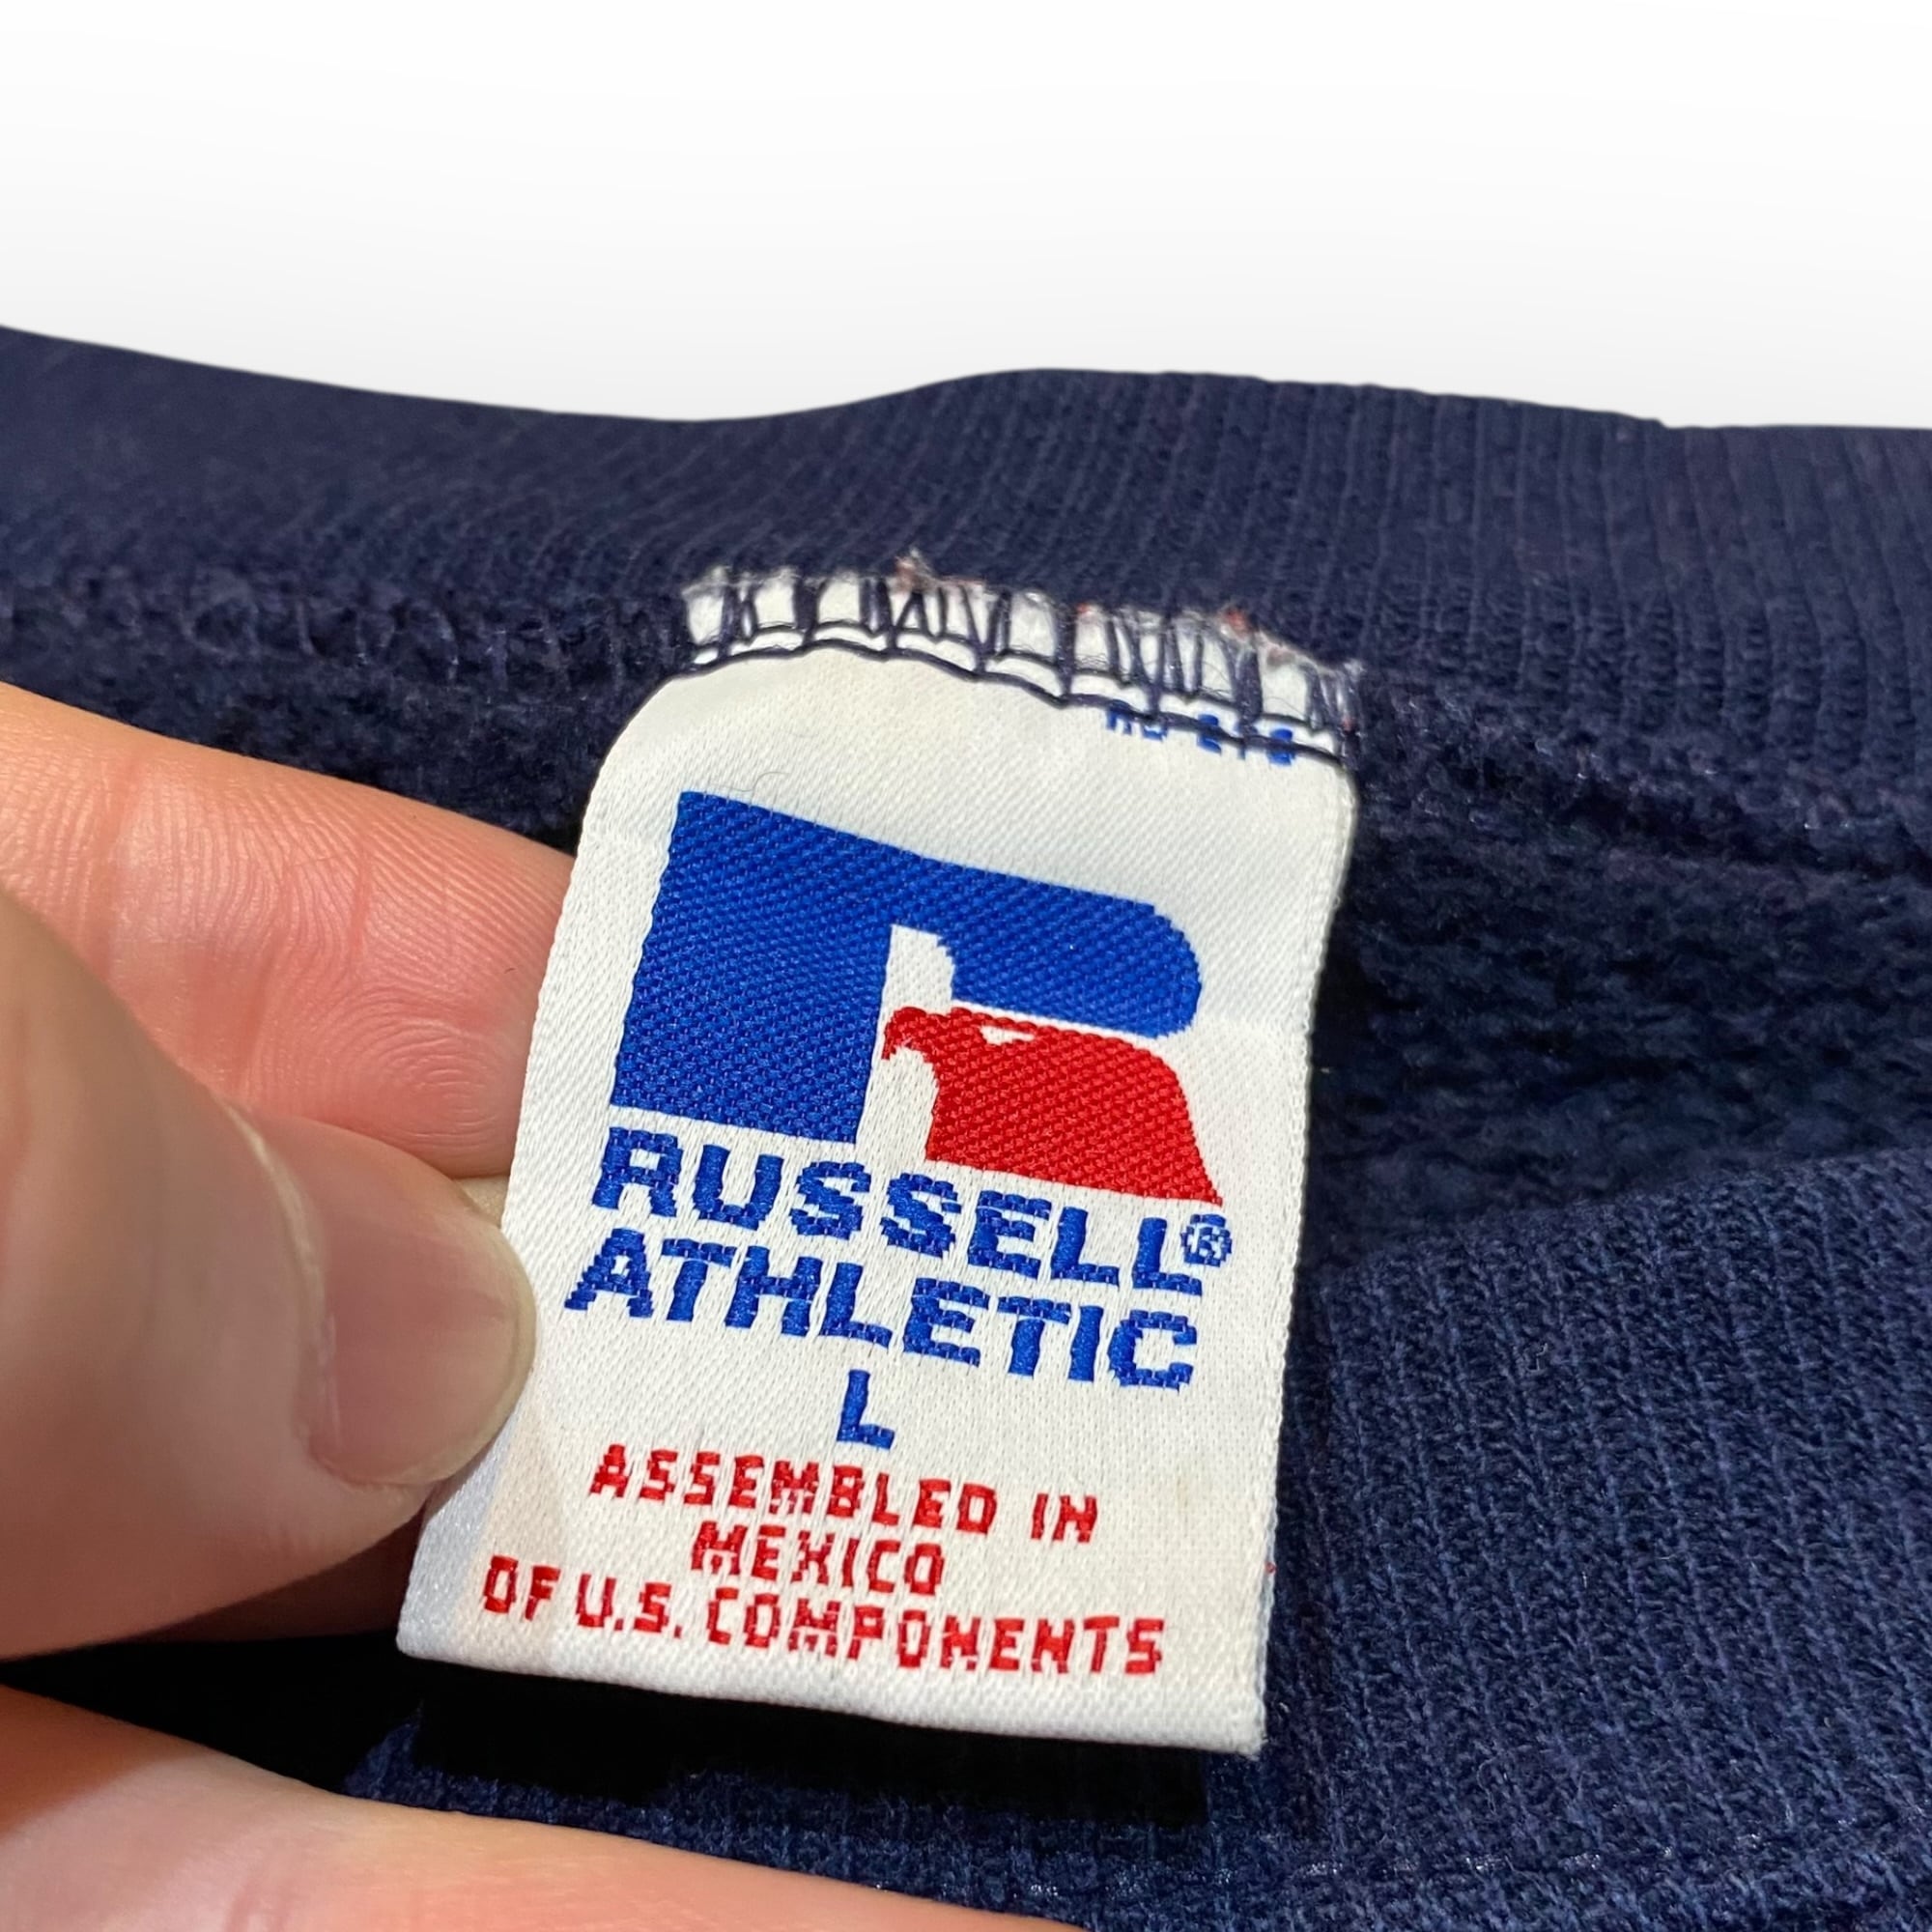 RUSSELL®
ATHLETIC
L
ASSEMBLED IN
MEXICO
OF U.S. COMPONENTS